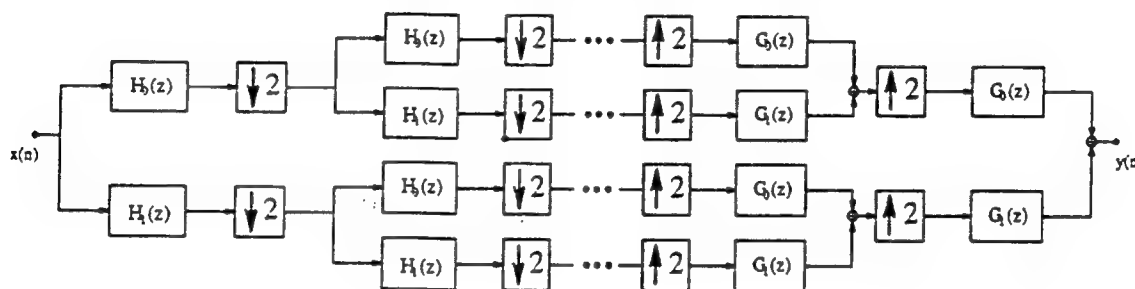 H₀(z) ↓2 ••• ↑2 G₀(z)
H₀(z) ↓2 ↑2 G₀(z)
H₁(z) ↓2 ••• ↑2 G₁(z)
x(n) y(n
H₀(z) ↓2 ••• ↑2 G₀(z)
H₁(z) ↓2 ↑2 G₁(z)
H₁(z) ↓2 ••• ↑2 G₁(z)